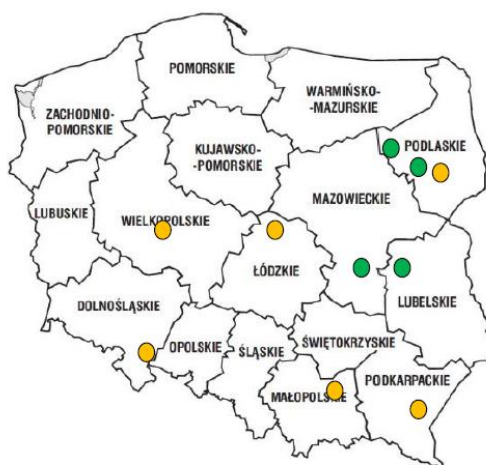 POMORSKIE
WARMIŃSKO-
MAZURSKIE
ZACHODNIO-
POMORSKIE
KUJAWSKO-
POMORSKIE
PODLASKIE
LUBUSKIE
WIELKOPOLSKIE
MAZOWIECKIE
ŁÓDZKIE
DOLNOŚLĄSKIE
LUBELSKIE
OPOLSKIE
ŚLĄSKIE
ŚWIĘTOKRZYSKIE
PODKARPACKIE
MAŁOPOLSKIE